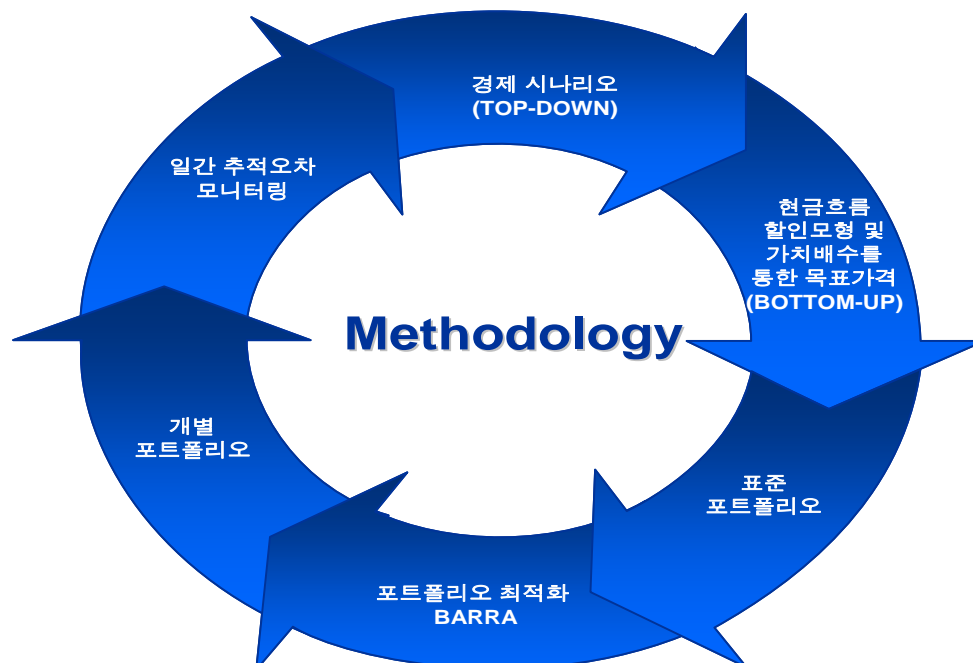 경제 시나리오
(TOP-DOWN)
현금흐름
할인모형 및
가치배수를
통한 목표가격
(BOTTOM-UP)
표준
포트폴리오
포트폴리오 최적화
BARRA
개별
포트폴리오
일간 추적오차
모니터링
Methodology